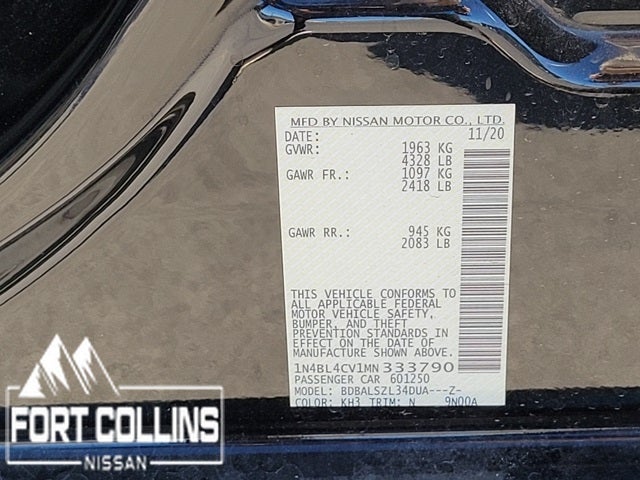 MFD BY NISSAN MOTOR CO., LTD.
DATE: 11/20
GVWR: 1963 KG
4328 LB
GAWR FR.: 1097 KG
2418 LB
GAWR RR.: 945 KG
2083 LB
THIS VEHICLE CONFORMS TO
ALL APPLICABLE FEDERAL
MOTOR VEHICLE SAFETY,
BUMPER, AND THEFT
PREVENTION STANDARDS IN
EFFECT ON THE DATE OF
MANUFACTURE SHOWN ABOVE.
1N4BL4CV1MN 333790
PASSENGER CAR 601250
MODEL: BDBALSZL34DUA---Z-
COLOR: KH3 TRIM: N 9N00A
FORT COLLINS
NISSAN